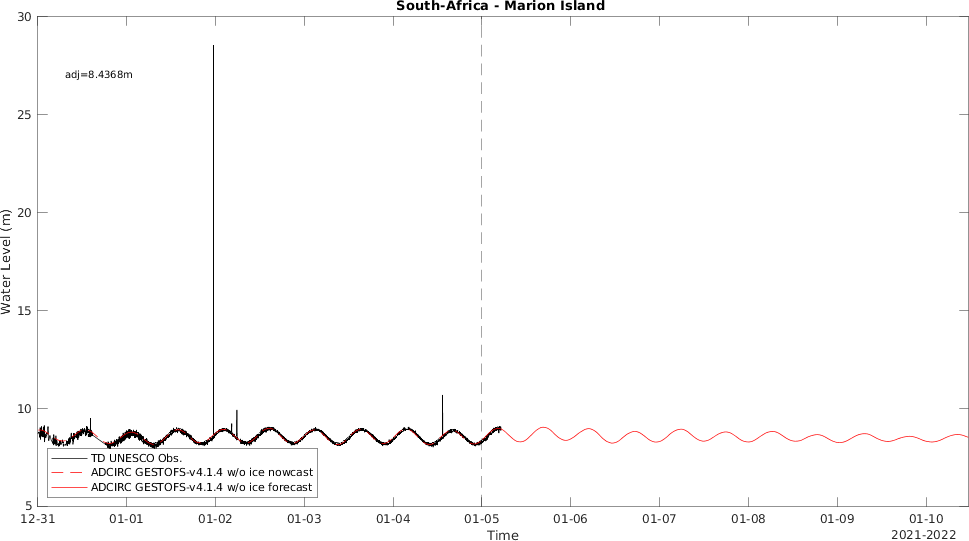 South-Africa - Marion Island
30
25
20
15
10
5
Water Level (m)
adj=8.4368m
TD UNESCO Obs.
ADCIRC GESTOFS-v4.1.4 w/o ice nowcast
ADCIRC GESTOFS-v4.1.4 w/o ice forecast
12-31 01-01 01-02 01-03 01-04 01-05 01-06 01-07 01-08 01-09 01-10
Time
2021-2022